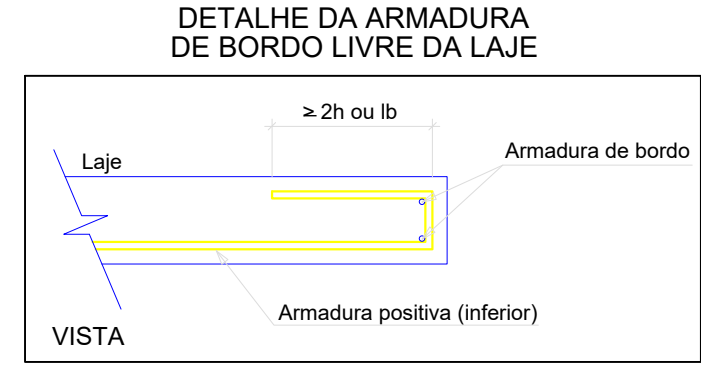 DETALHE DA ARMADURA
DE BORDO LIVRE DA LAJE
≥ 2h ou lb
Laje
Armadura de bordo
Armadura positiva (inferior)
VISTA